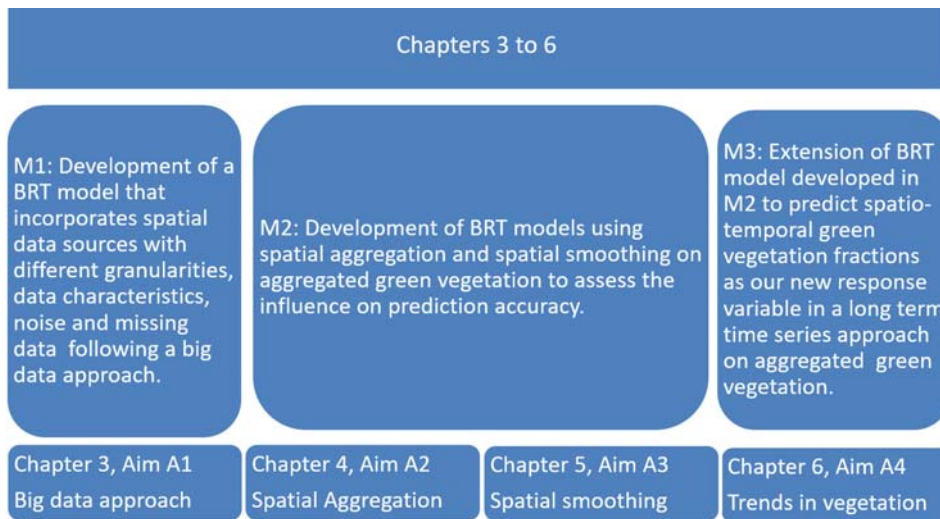 Chapters 3 to 6
M1: Development of a
BRT model that
incorporates spatial
data sources with
different granularities,
data characteristics,
noise and missing
data following a big
data approach.
M2: Development of BRT models using
spatial aggregation and spatial smoothing on
aggregated green vegetation to assess the
influence on prediction accuracy.
M3: Extension of BRT
model developed in
M2 to predict spatio-
temporal green
vegetation fractions
as our new response
variable in a long term
time series approach
on aggregated green
vegetation.
Chapter 3, Aim A1
Big data approach
Chapter 4, Aim A2
Spatial Aggregation
Chapter 5, Aim A3
Spatial smoothing
Chapter 6, Aim A4
Trends in vegetation